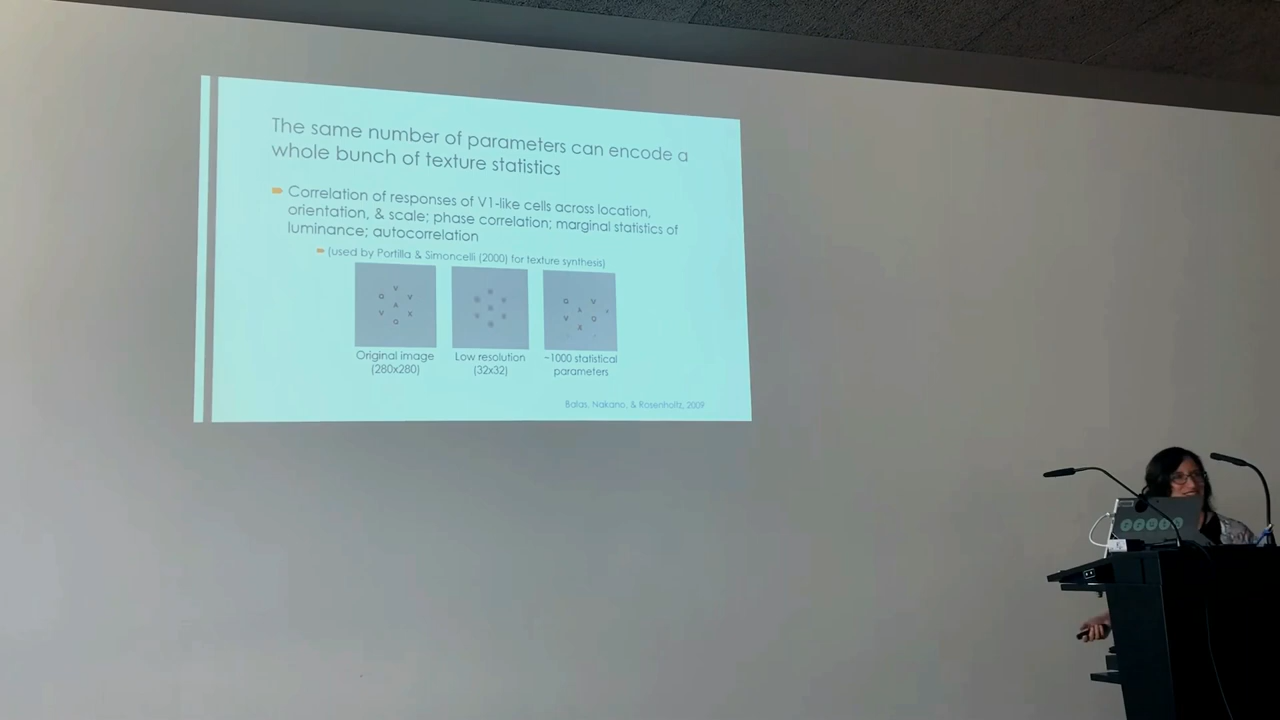 The same number of parameters can encode a
whole bunch of texture statistics
Correlation of responses of V1-like cells across location,
orientation, & scale; phase correlation; marginal statistics of
luminance; autocorrelation
(used by Portilla & Simoncelli (2000) for texture synthesis)
V
Q V
A
V X
Q
Q V
V Q
X
Original image
(280x280)
Low resolution
(32x32)
~1000 statistical
parameters
Balas, Nakano, & Rosenholtz, 2009